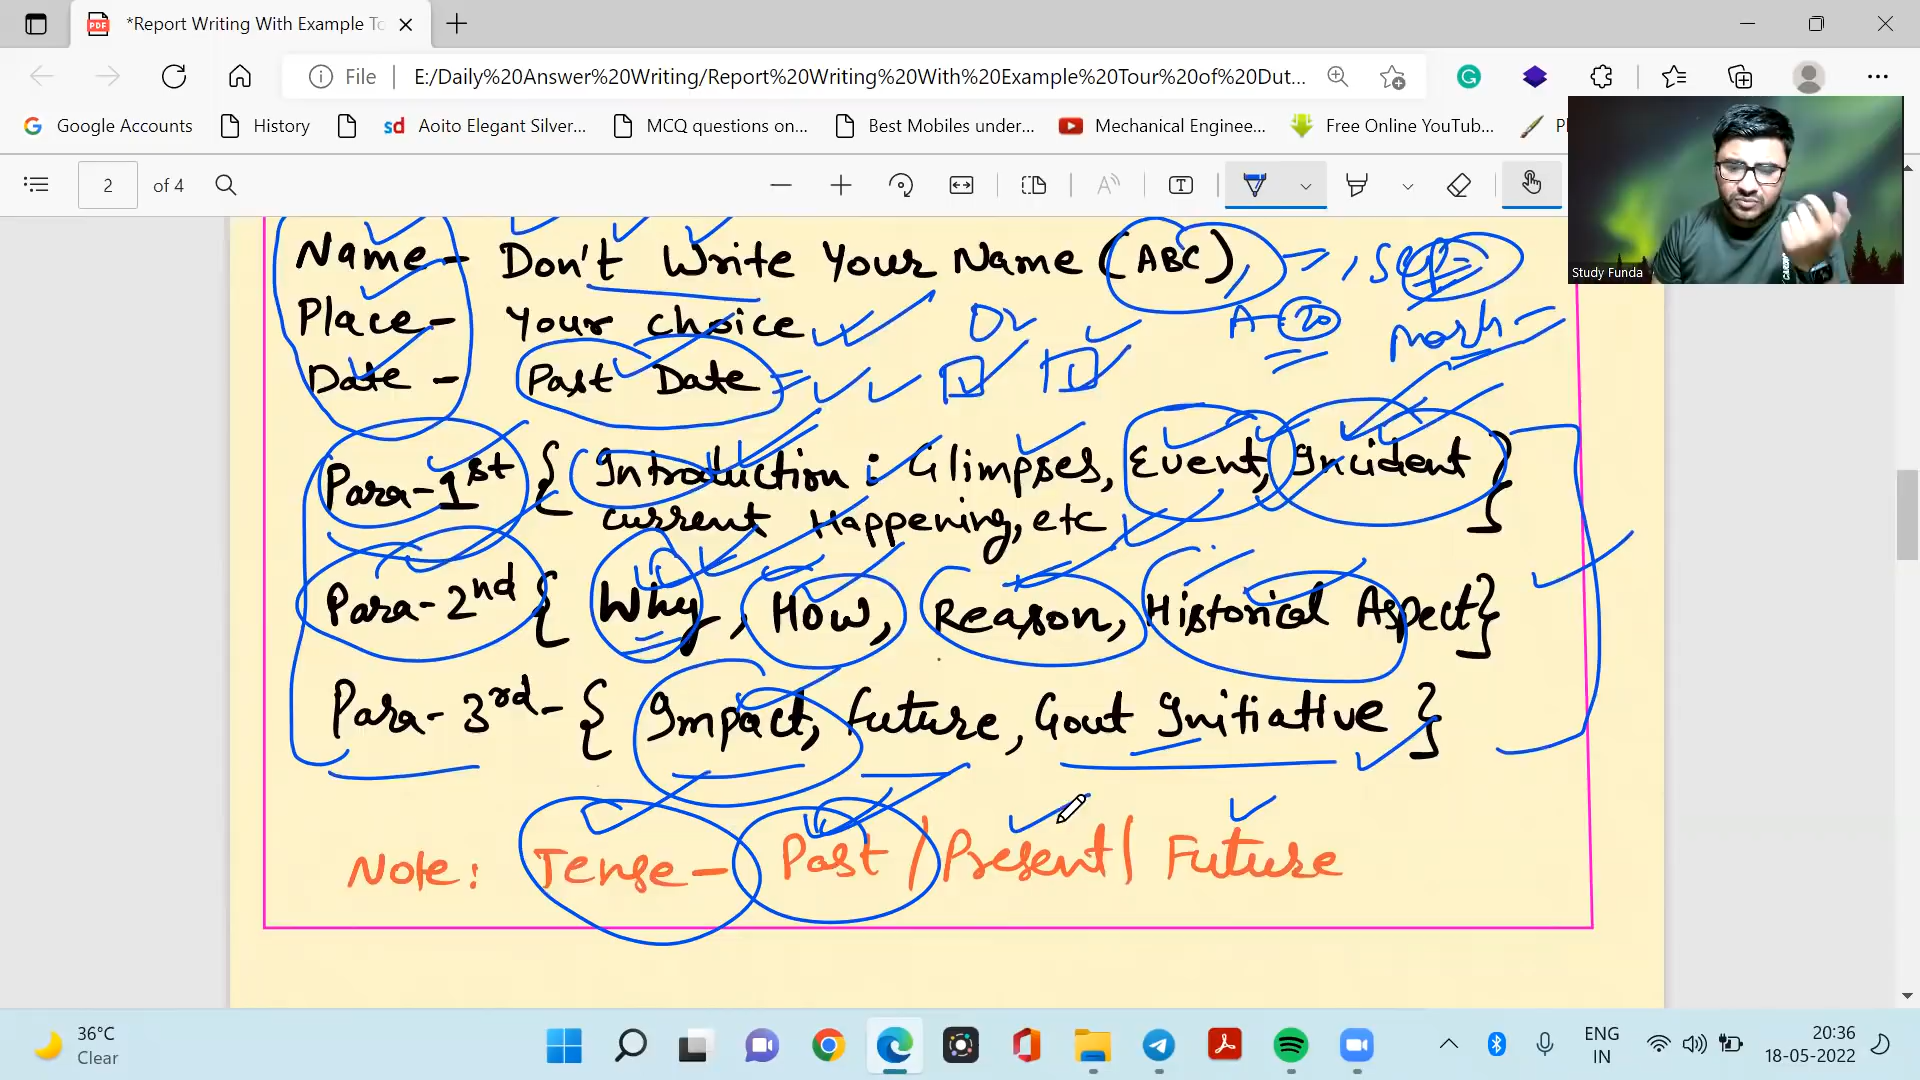 *Report Writing With Example To
File
E:/Daily%20Answer%20Writing/Report%20Writing%20With%20Example%20Tour%20of%20Dut...
Google Accounts
History
sd Aoito Elegant Silver...
MCQ questions on...
Best Mobiles under...
Mechanical Enginee...
Free Online YouTub...
2 of 4
Study Funda
Name- Don't Write Your Name (ABC),
Place- Your choice Or A-20 mark
Date - Past Date
Para-1st { Introduction : Glimpses, Event, Incident }
current Happening, etc
Para-2nd { Why, How, Reason, Historical Aspect}
Para-3rd-{ Impact, Future, Govt Initiative }
Note: Tense- Past/Present/Future
36°C
Clear
ENG
IN
20:36
18-05-2022